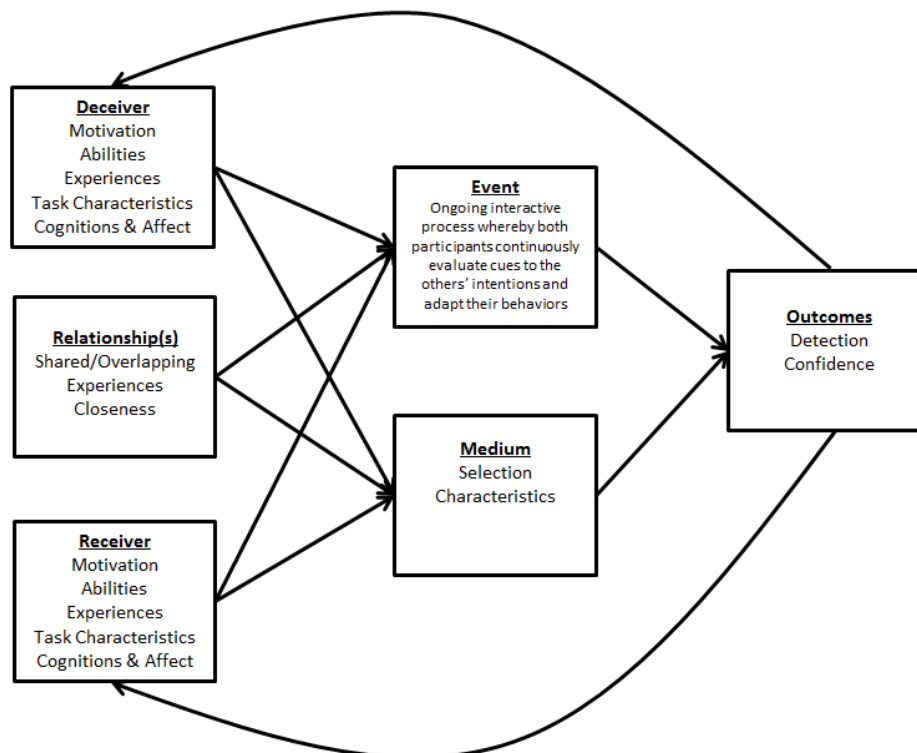 Deceiver
Motivation
Abilities
Experiences
Task Characteristics
Cognitions & Affect
Relationship(s)
Shared/Overlapping
Experiences
Closeness
Receiver
Motivation
Abilities
Experiences
Task Characteristics
Cognitions & Affect
Event
Ongoing interactive
process whereby both
participants continuously
evaluate cues to the
others’ intentions and
adapt their behaviors
Medium
Selection
Characteristics
Outcomes
Detection
Confidence